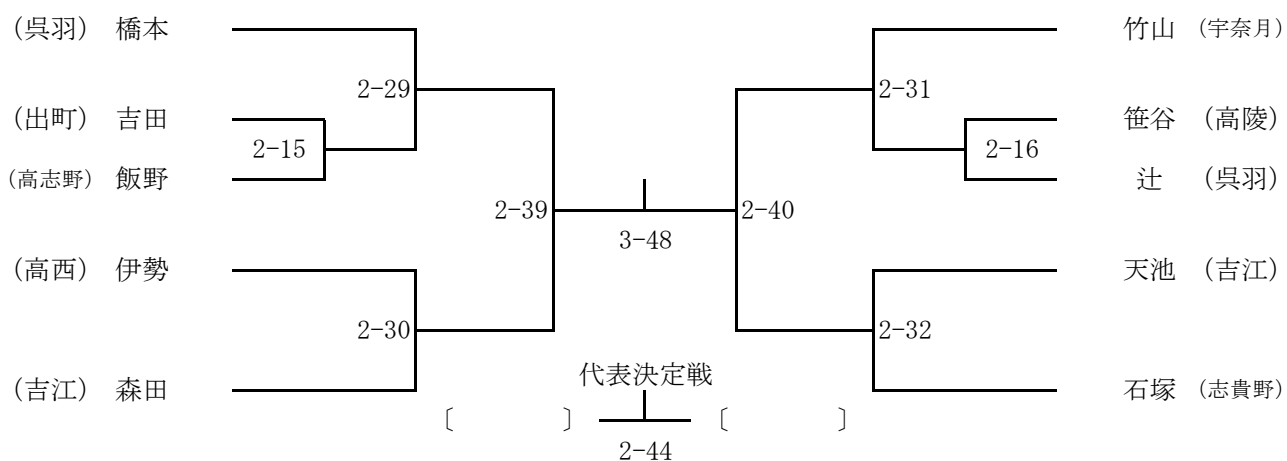 (呉羽) 橋本 竹山 (宇奈月)
2-29 2-31
(出町) 吉田 笹谷 (高陵)
2-15 2-16
(高志野) 飯野 辻 (呉羽)
2-39 2-40
3-48
(高西) 伊勢 天池 (吉江)
2-30 2-32
代表決定戦
(吉江) 森田 石塚 (志貴野)
〔 〕 〔 〕
2-44